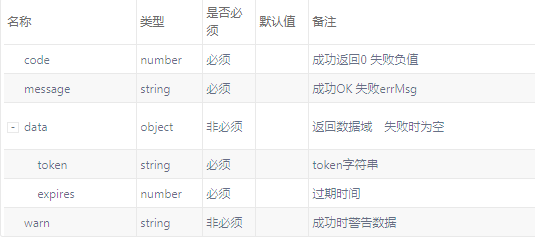 名称 类型 是否必须 默认值 备注
code number 必须 成功返回0 失败负值
message string 必须 成功OK 失败errMsg
- data object 非必须 返回数据域 失败时为空
token string 必须 token字符串
expires number 必须 过期时间
warn string 非必须 成功时警告数据